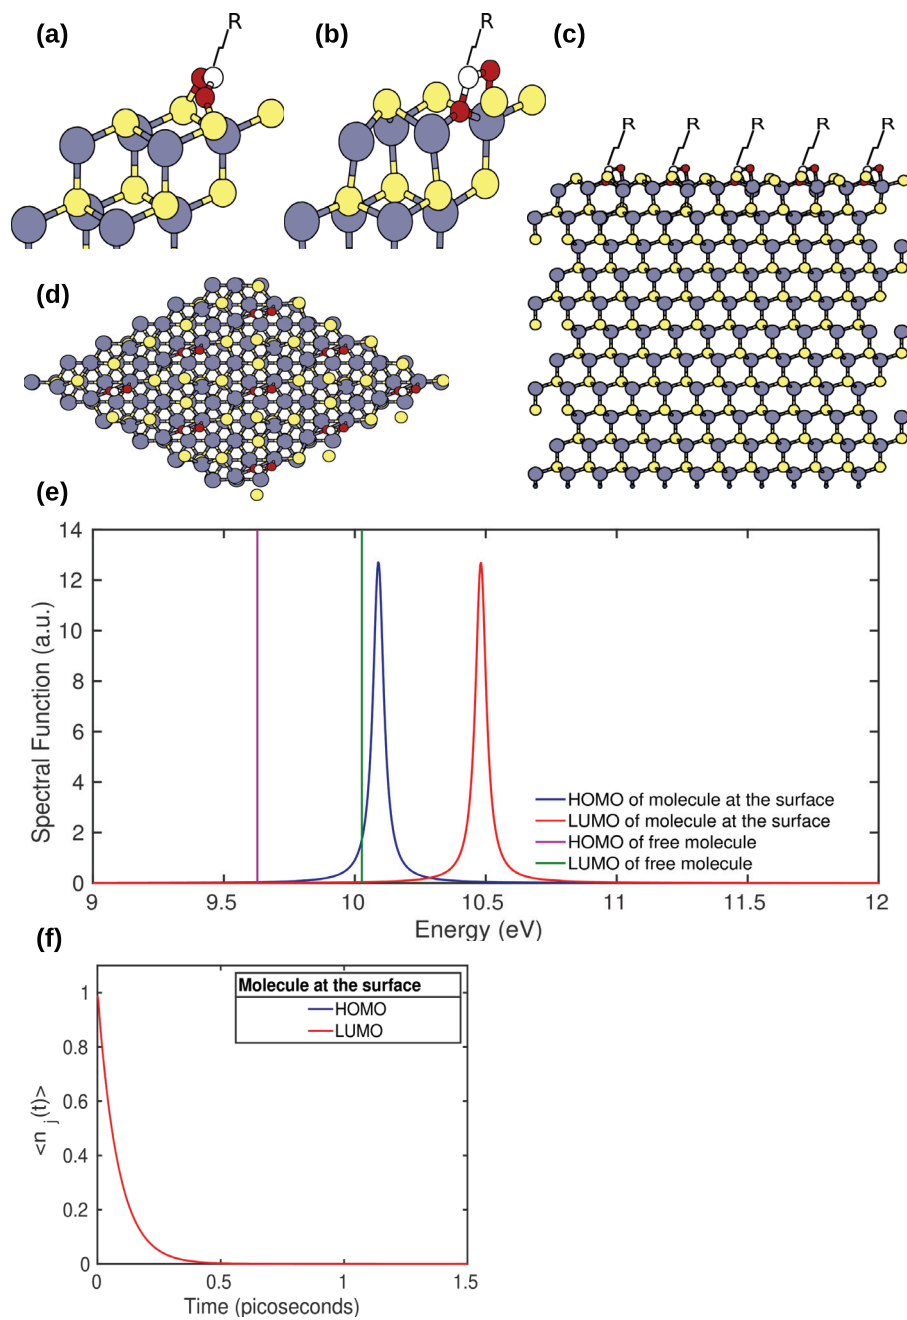 (a)
R
(b)
R
(c)
R R R R R
(d)
(e)
14
12
10
8
6
4
2
0
Spectral Function (a.u.)
HOMO of molecule at the surface
LUMO of molecule at the surface
HOMO of free molecule
LUMO of free molecule
9 9.5 10 10.5 11 11.5 12
Energy (eV)
(f)
1
0.8
0.6
0.4
0.2
0
<n j(t)>
Molecule at the surface
HOMO
LUMO
0 0.5 1 1.5
Time (picoseconds)